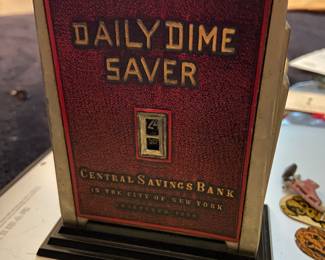 DAILY DIME
SAVER
CENTRAL SAVINGS BANK
IN THE CITY OF NEW YORK